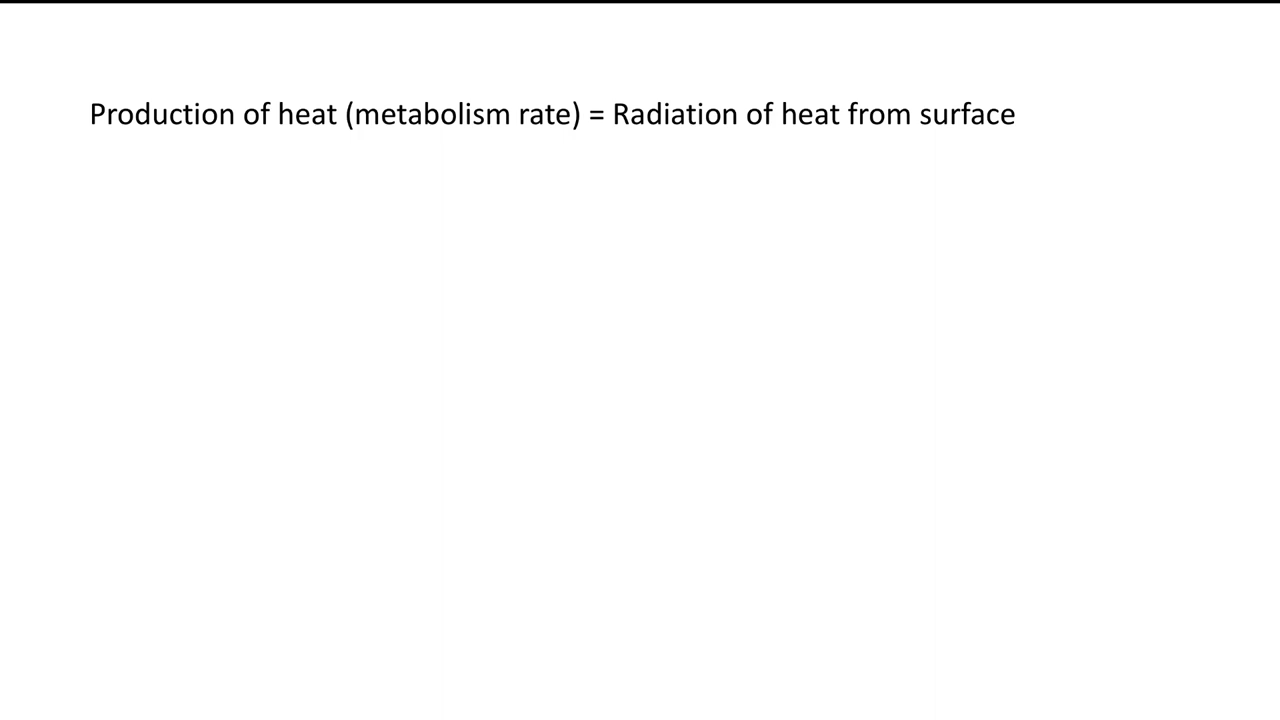 Production of heat (metabolism rate) = Radiation of heat from surface